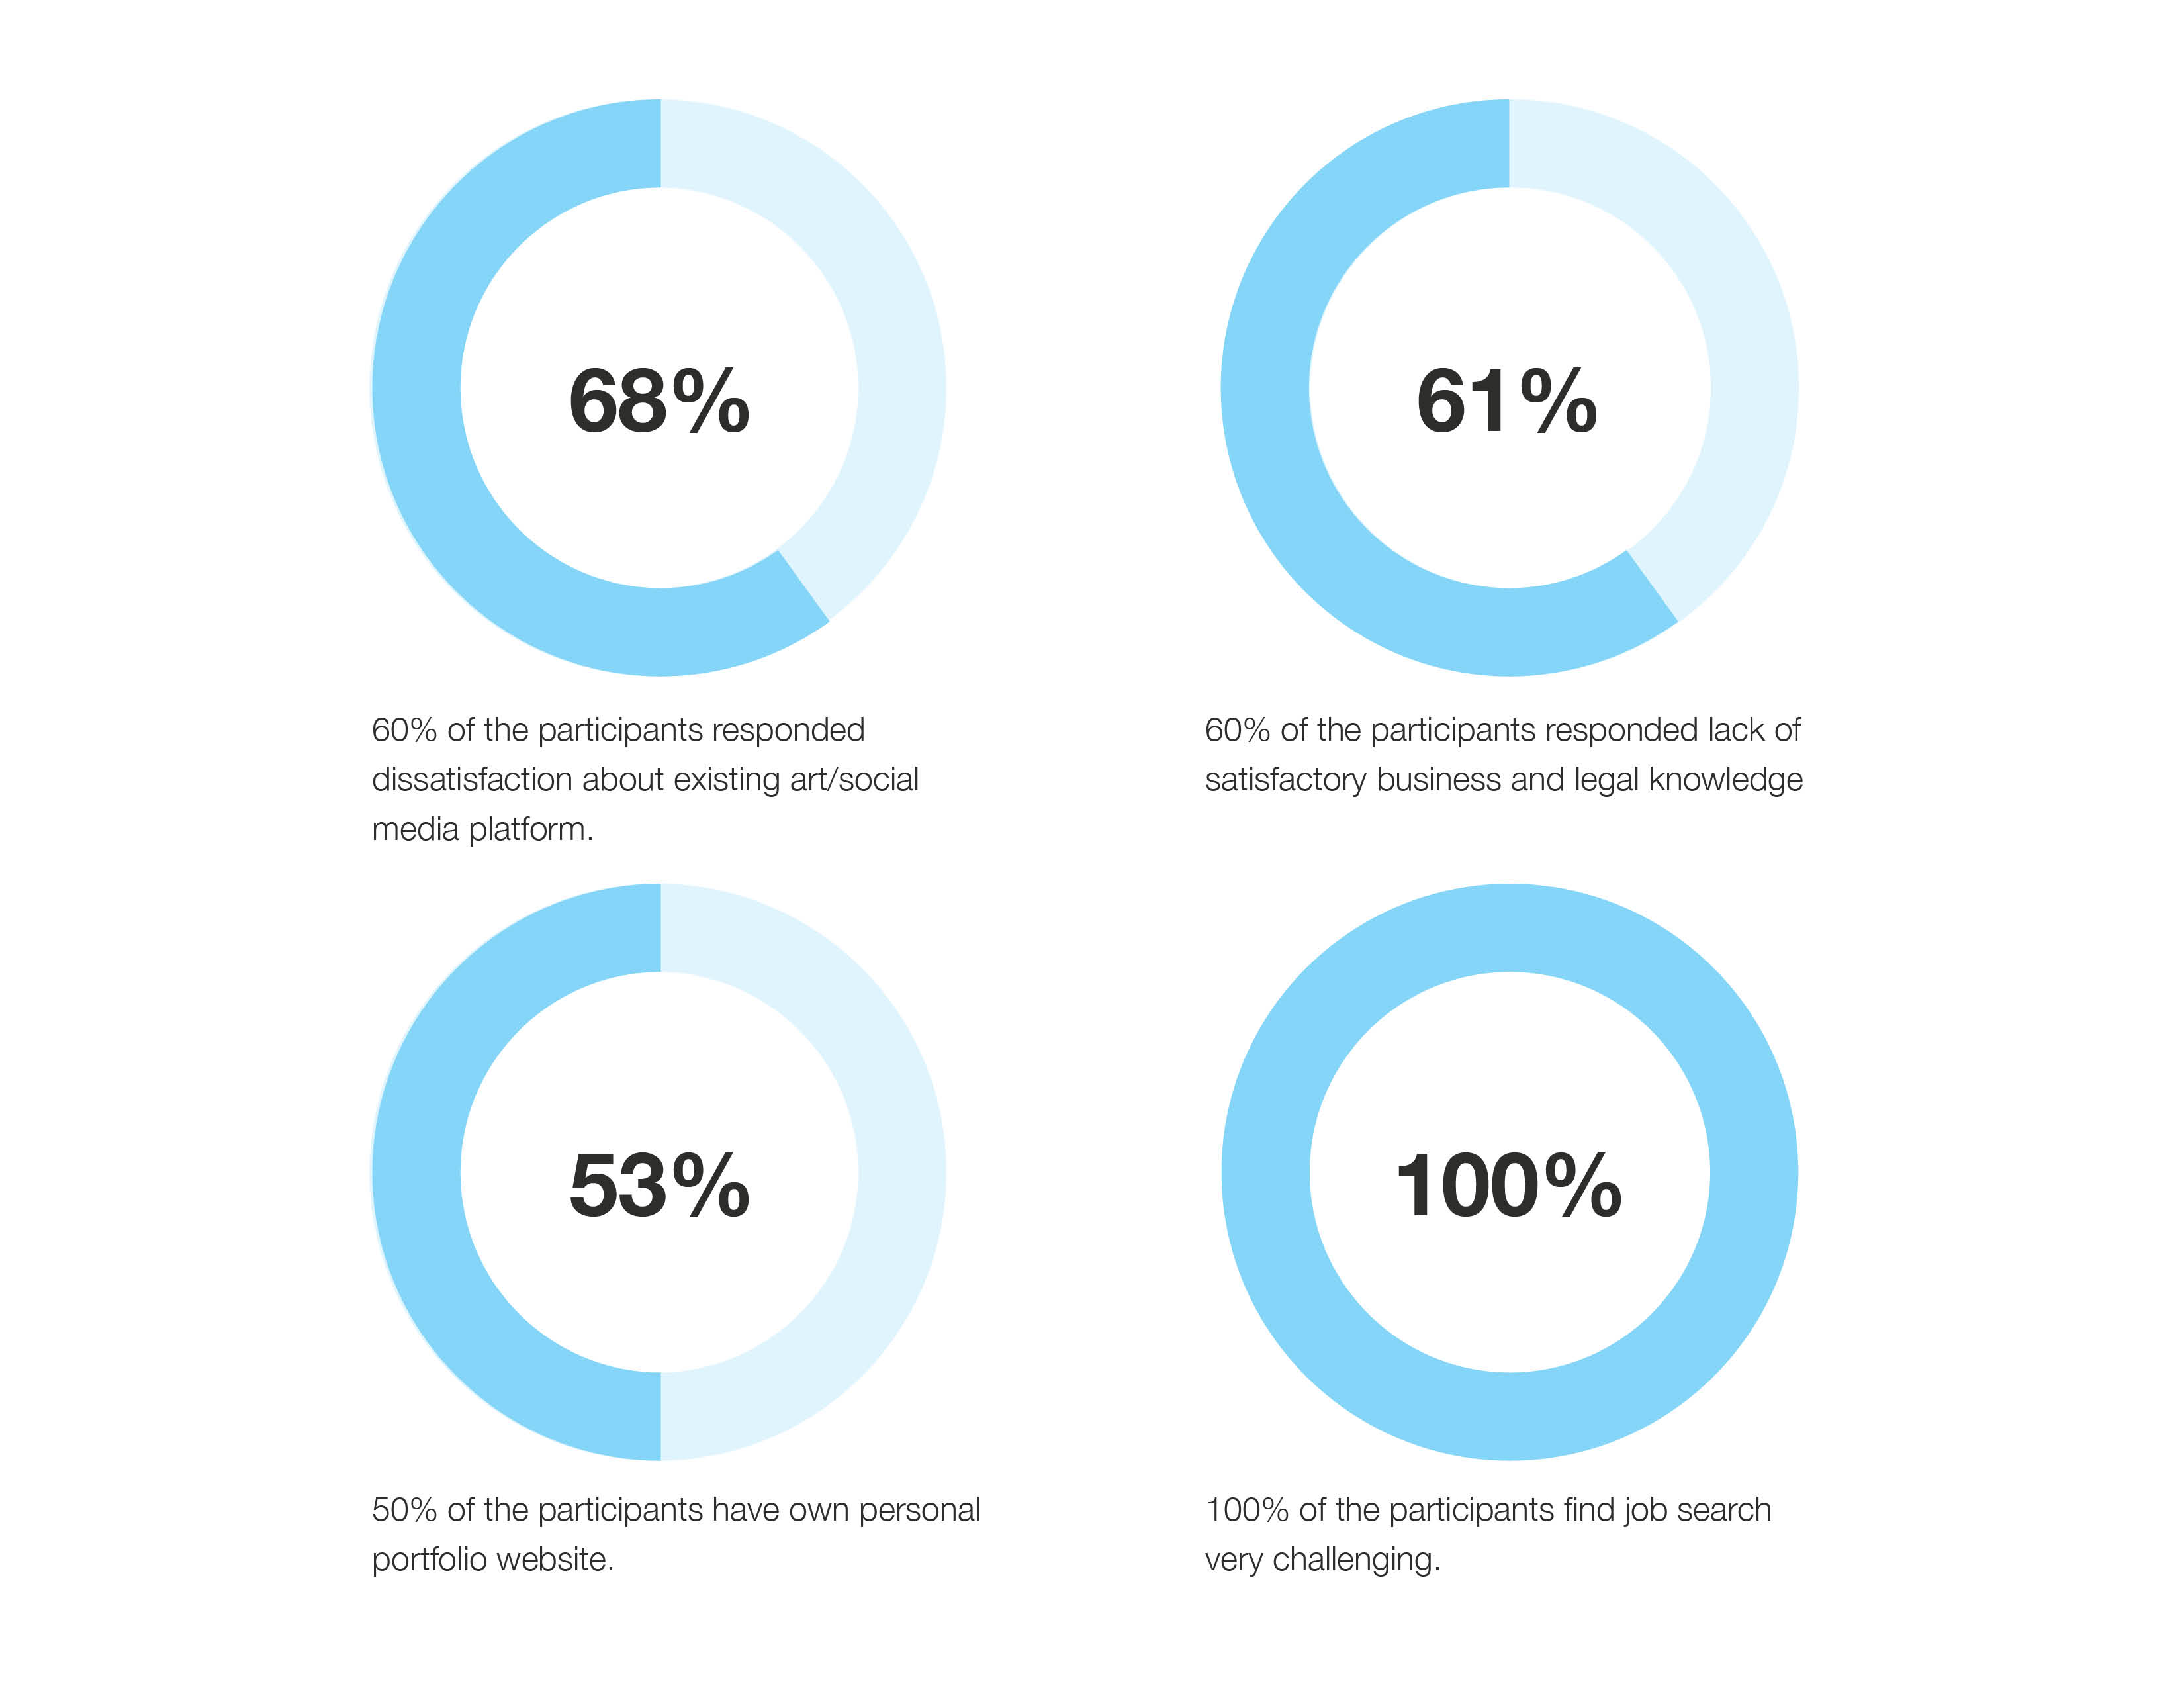 68%
61%
60% of the participants responded
dissatisfaction about existing art/social
media platform.
60% of the participants responded lack of
satisfactory business and legal knowledge
53%
100%
50% of the participants have own personal
portfolio website.
100% of the participants find job search
very challenging.